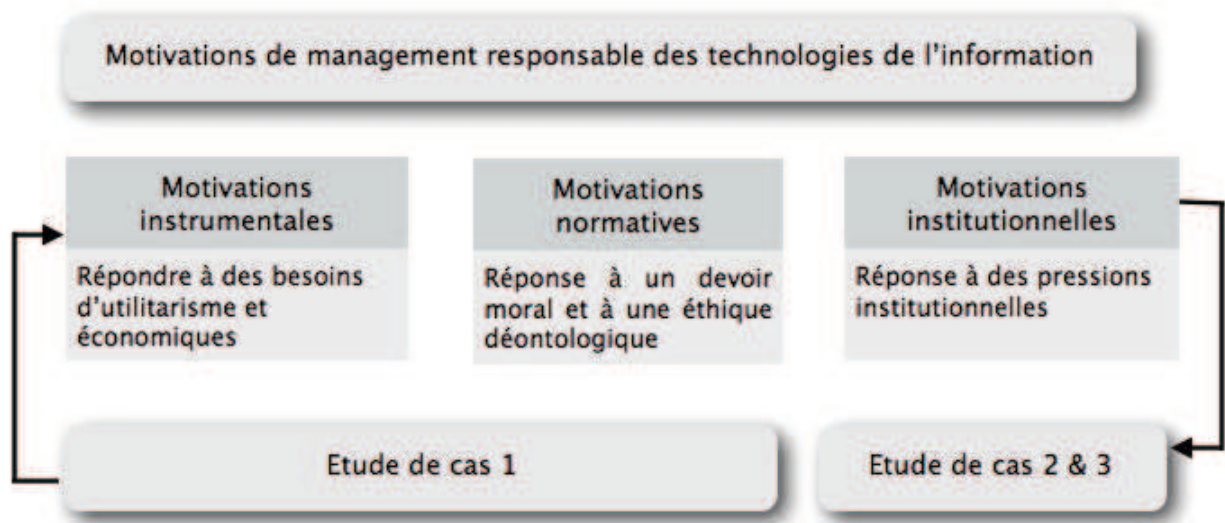 Motivations de management responsable des technologies de l'information
Motivations
instrumentales
Répondre à des besoins
d'utilitarisme et
économiques
Motivations
normatives
Réponse à un devoir
moral et à une éthique
déontologique
Motivations
institutionnelles
Réponse à des pressions
institutionnelles
Etude de cas 1
Etude de cas 2 & 3